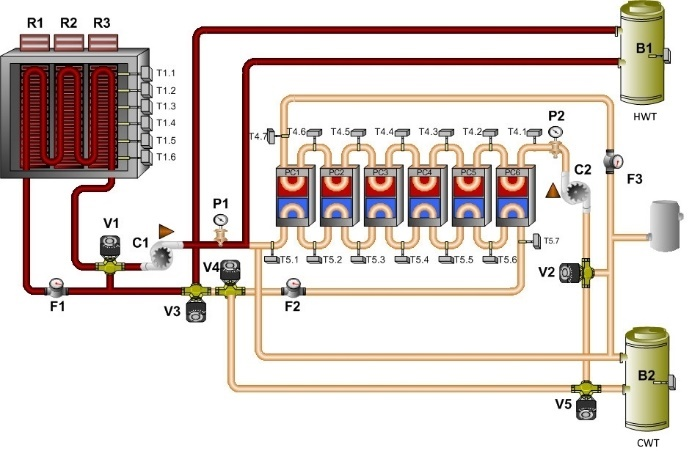 R1 R2 R3
B1
HWT
T1.1
T1.2
T1.3
T1.4
T1.5
T1.6
P2
T4.7 T4.6 T4.5 T4.4 T4.3 T4.2 T4.1
PC1 PC2 PC3 PC4 PC5 PC6
C2
F3
P1
V1
C1
T5.7
V4
T5.1 T5.2 T5.3 T5.4 T5.5 T5.6
V2
F1
V3
F2
B2
V5
CWT